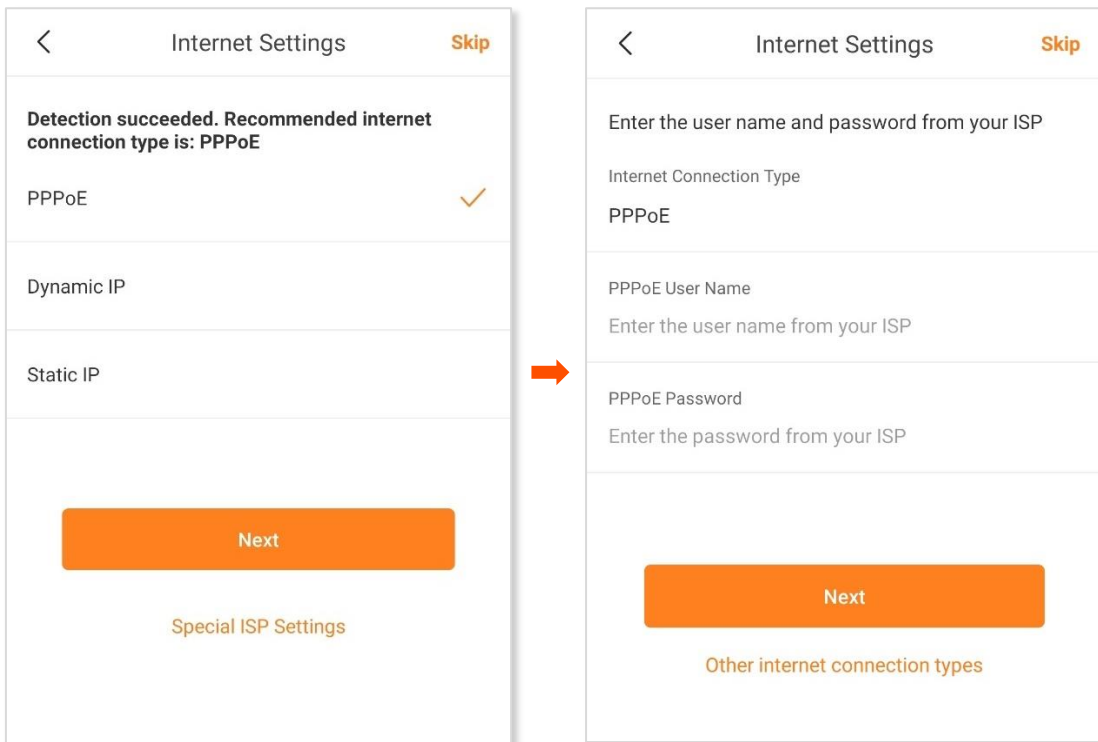 Internet Settings
Skip
Detection succeeded. Recommended internet
connection type is: PPPoE
PPPoE
Dynamic IP
Static IP
Next
Special ISP Settings
Internet Settings
Skip
Enter the user name and password from your ISP
Internet Connection Type
PPPoE
PPPoE User Name
Enter the user name from your ISP
PPPoE Password
Enter the password from your ISP
Next
Other internet connection types